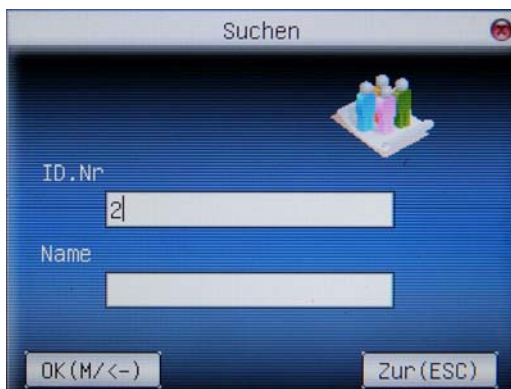 Suchen
ID.Nr
2
Name
OK(M/<-)
Zur(ESC)